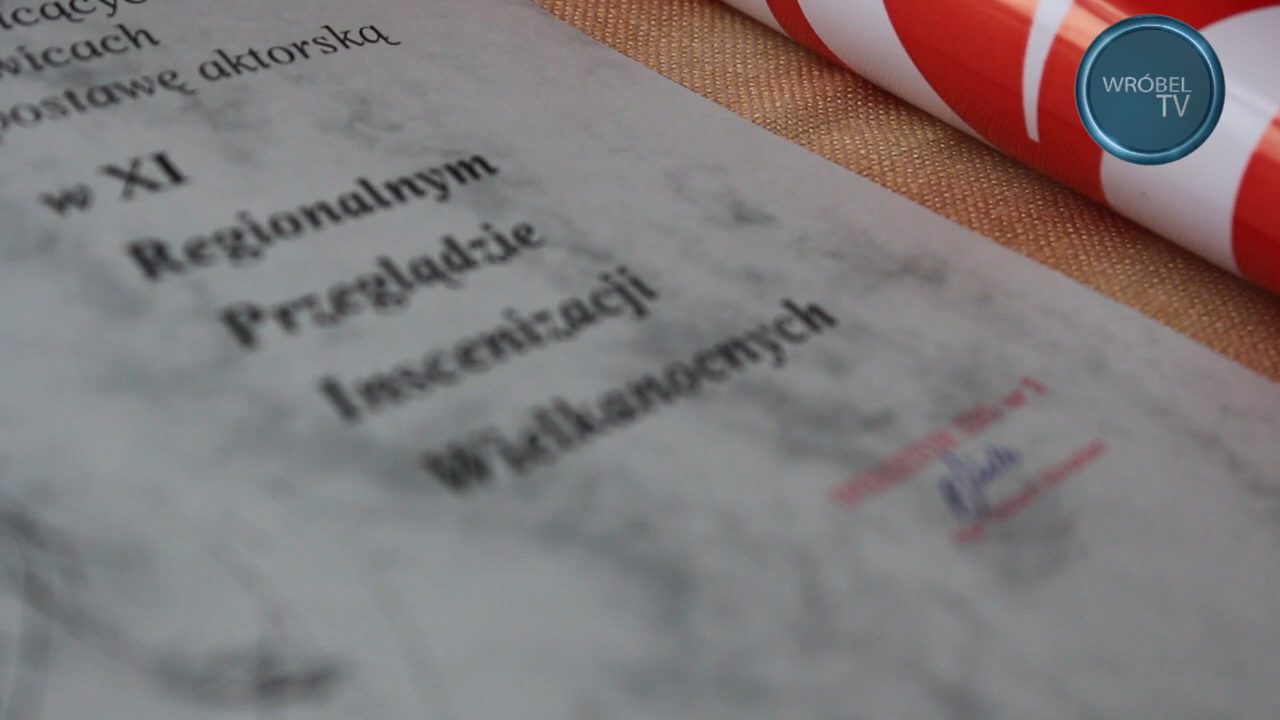 wicach
postawę aktorską
w XI
Regionalnym
Przeglądzie
Inscenizacji
Wielkanocnych
WRÓBEL
TV